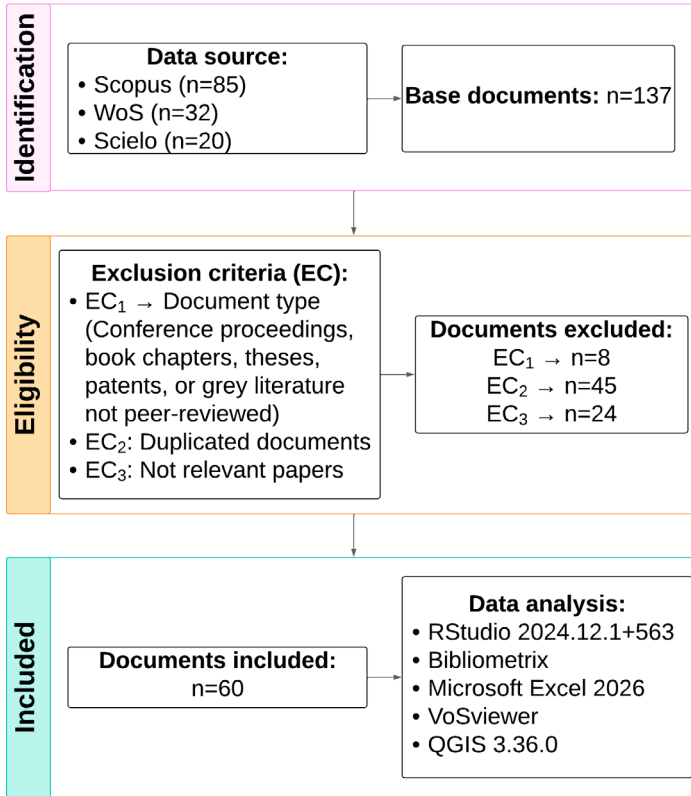 Identification
Data source:
• Scopus (n=85)
• WoS (n=32)
• Scielo (n=20)
Base documents: n=137
Eligibility
Exclusion criteria (EC):
• EC₁ → Document type
(Conference proceedings,
book chapters, theses,
patents, or grey literature
not peer-reviewed)
• EC₂: Duplicated documents
• EC₃: Not relevant papers
Documents excluded:
EC₁ → n=8
EC₂ → n=45
EC₃ → n=24
Included
Documents included:
n=60
Data analysis:
• RStudio 2024.12.1+563
• Bibliometrix
• Microsoft Excel 2026
• VoSviewer
• QGIS 3.36.0